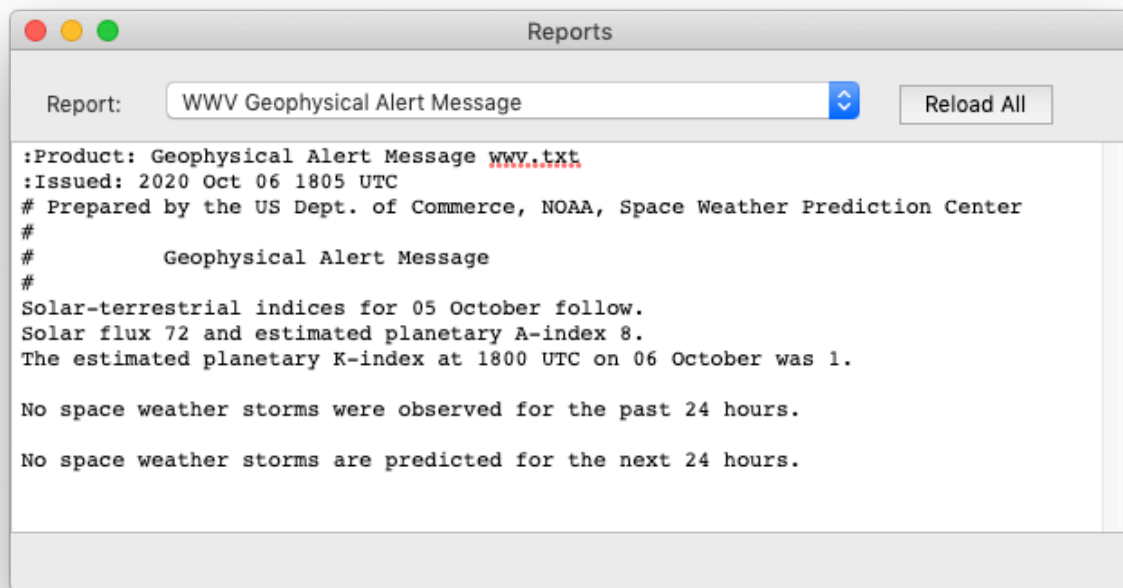 Reports
Report: WWV Geophysical Alert Message Reload All
:Product: Geophysical Alert Message wwv.txt
:Issued: 2020 Oct 06 1805 UTC
# Prepared by the US Dept. of Commerce, NOAA, Space Weather Prediction Center
#
#          Geophysical Alert Message
#
Solar-terrestrial indices for 05 October follow.
Solar flux 72 and estimated planetary A-index 8.
The estimated planetary K-index at 1800 UTC on 06 October was 1.
No space weather storms were observed for the past 24 hours.
No space weather storms are predicted for the next 24 hours.